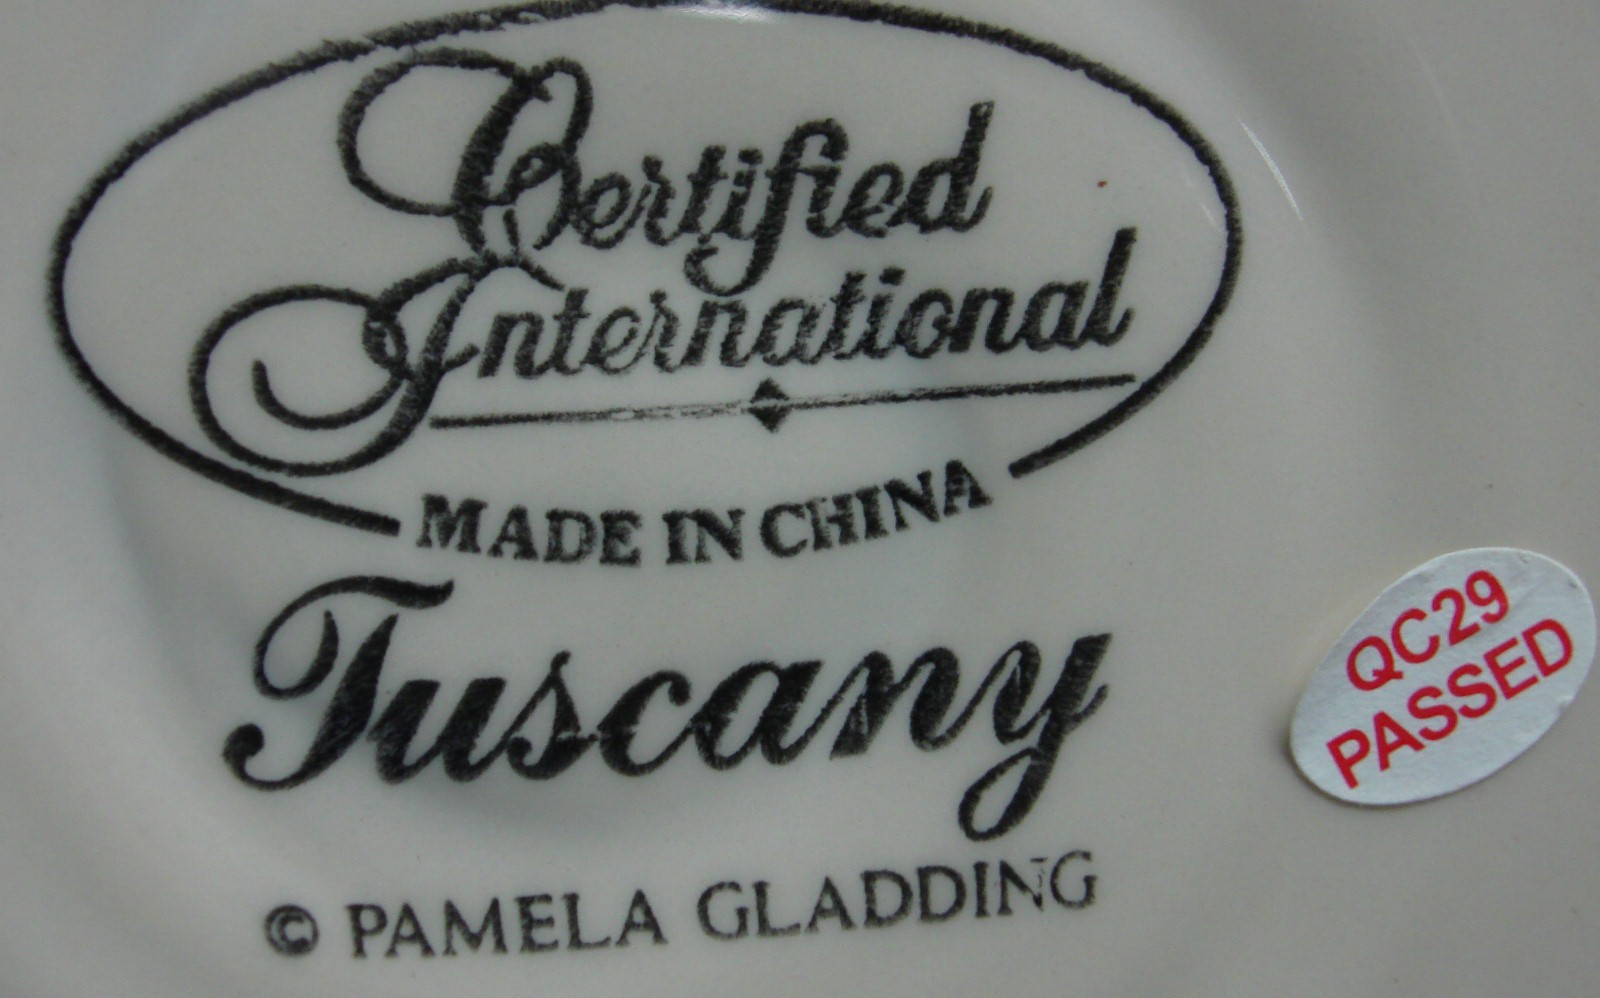 Certified
International
MADE IN CHINA
Tuscany
© PAMELA GLADDING
QC29
PASSED